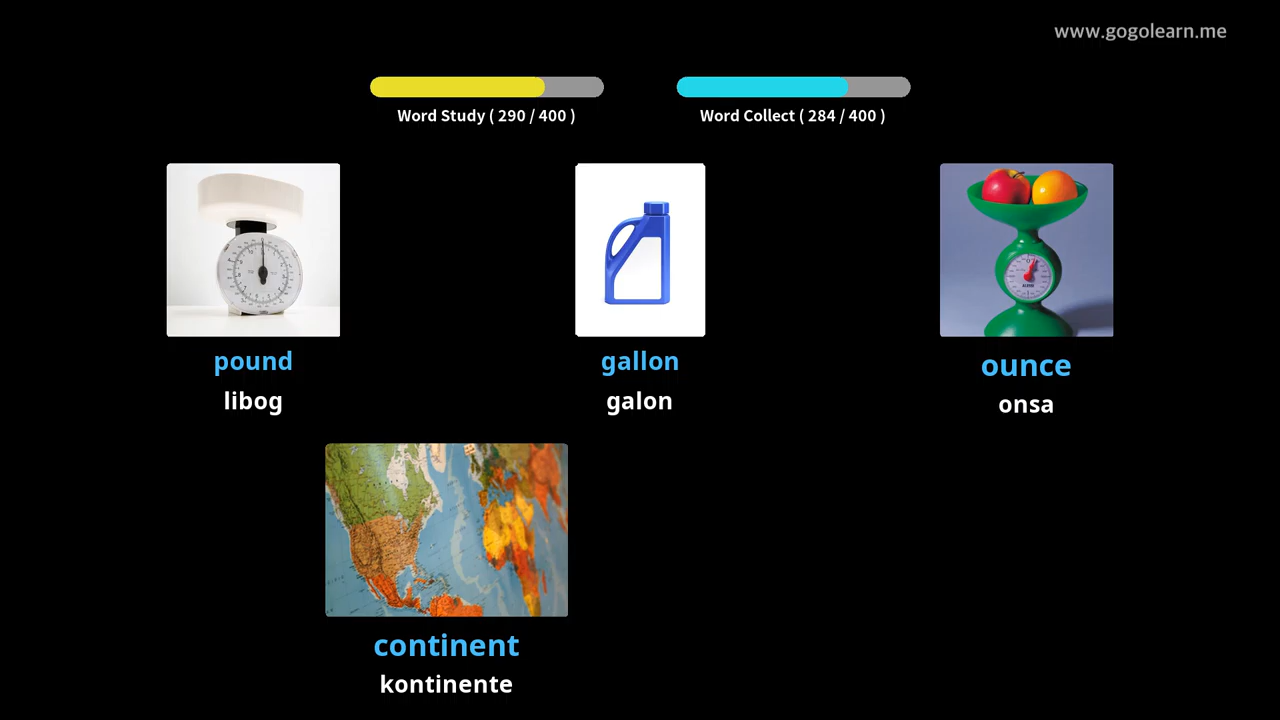 www.gogolearn.me
Word Study ( 290 / 400 )
Word Collect ( 284 / 400 )
pound
libog
gallon
galon
ounce
onsa
continent
kontinente